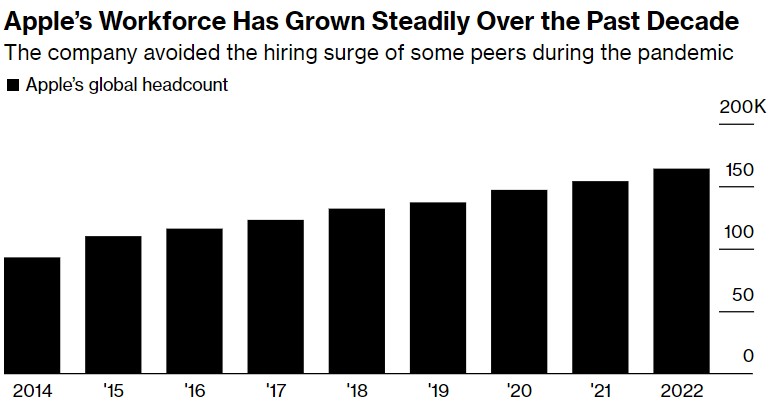 Apple’s Workforce Has Grown Steadily Over the Past Decade
The company avoided the hiring surge of some peers during the pandemic
Apple’s global headcount
200K
150
100
50
0
2014 '15 '16 '17 '18 '19 '20 '21 2022